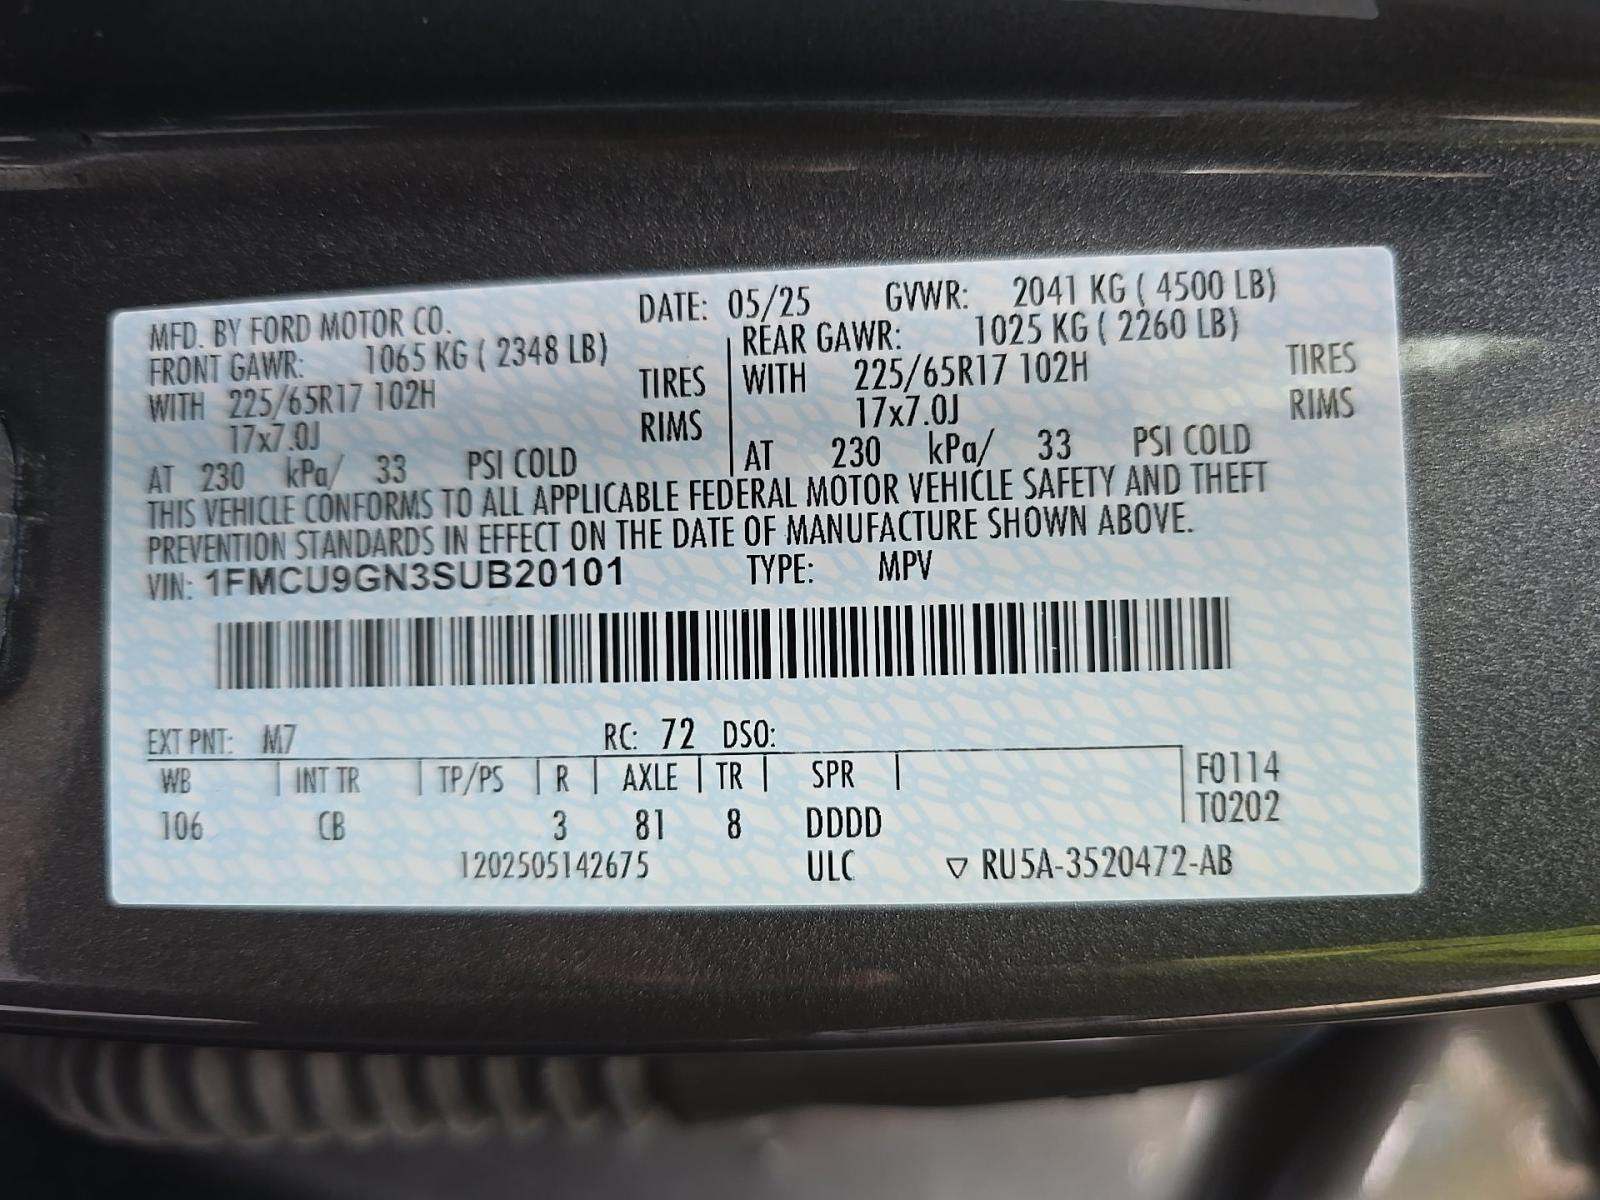 MFD. BY FORD MOTOR CO. DATE: 05/25 GVWR: 2041 KG ( 4500 LB)
FRONT GAWR: 1065 KG ( 2348 LB)
WITH 225/65R17 102H TIRES
17x7.0J RIMS
AT 230 kPa/ 33 PSI COLD
REAR GAWR: 1025 KG ( 2260 LB)
WITH 225/65R17 102H TIRES
17x7.0J RIMS
AT 230 kPa/ 33 PSI COLD
THIS VEHICLE CONFORMS TO ALL APPLICABLE FEDERAL MOTOR VEHICLE SAFETY AND THEFT
PREVENTION STANDARDS IN EFFECT ON THE DATE OF MANUFACTURE SHOWN ABOVE.
VIN: 1FMCU9GN3SUB20101 TYPE: MPV
EXT PNT: M7 RC: 72 DSO:
WB | INT TR | TP/PS | R | AXLE | TR | SPR | F0114
T0202
106 CB 3 81 8 DDDD
1202505142675 ULC ▽ RU5A-3520472-AB